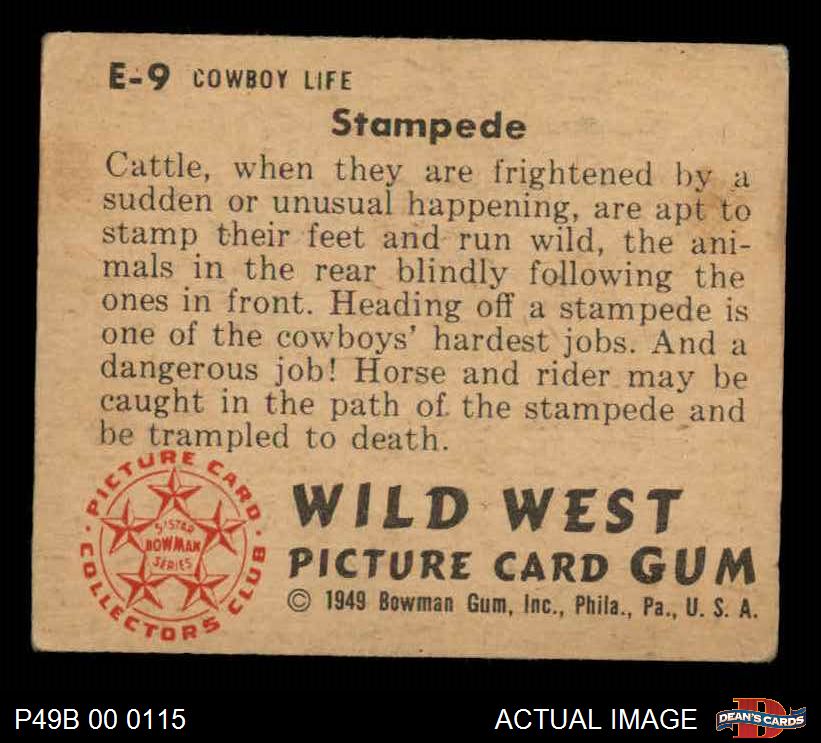 E-9 COWBOY LIFE
Stampede
Cattle, when they are frightened by a
sudden or unusual happening, are apt to
stamp their feet and run wild, the ani-
mals in the rear blindly following the
ones in front. Heading off a stampede is
one of the cowboys' hardest jobs. And a
dangerous job! Horse and rider may be
caught in the path of the stampede and
be trampled to death.
PICTURE CARD
COLLECTORS CLUB
5 STAR
BOWMAN
SERIES
WILD WEST
PICTURE CARD GUM
© 1949 Bowman Gum, Inc., Phila., Pa., U. S. A.
P49B 00 0115
ACTUAL IMAGE
DEAN'S CARDS